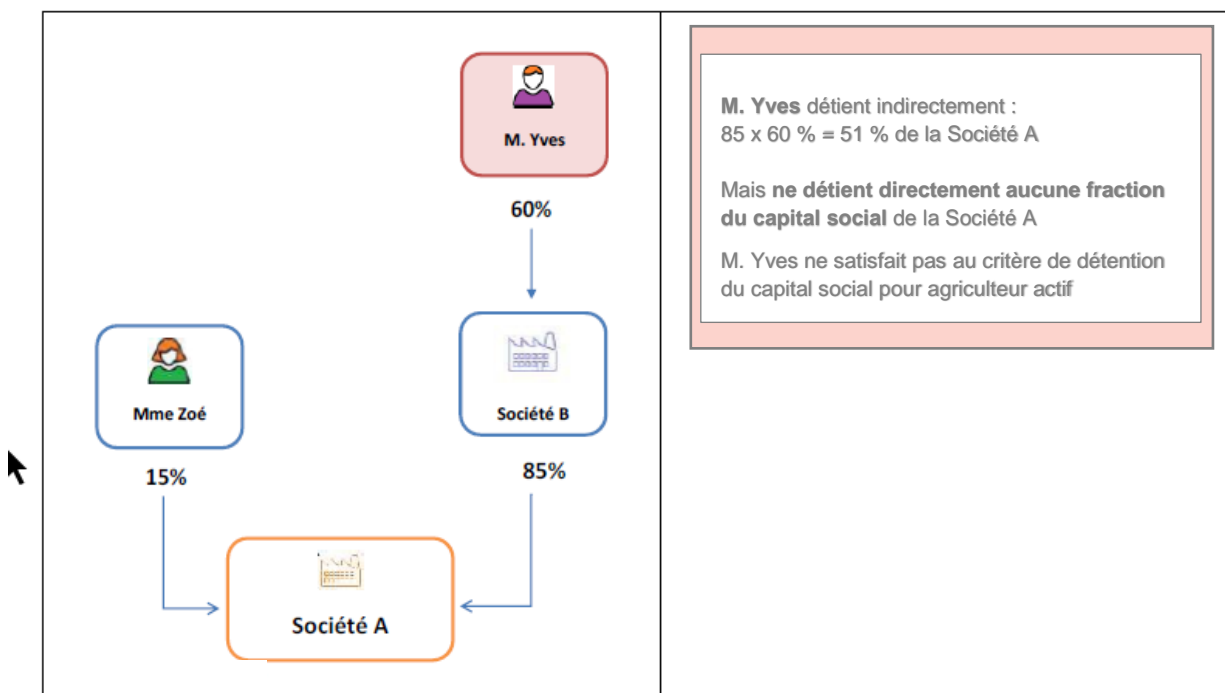 M. Yves
60%
Mme Zoé
Société B
15%
85%
Société A
M. Yves détient indirectement :
85 x 60 % = 51 % de la Société A
Mais ne détient directement aucune fraction
du capital social de la Société A
M. Yves ne satisfait pas au critère de détention
du capital social pour agriculteur actif